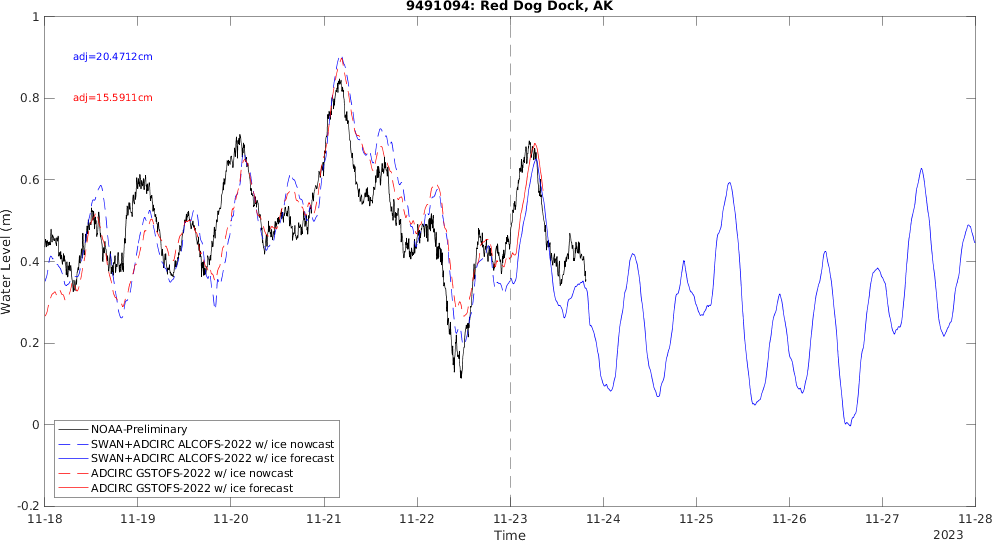 9491094: Red Dog Dock, AK
adj=20.4712cm
adj=15.5911cm
Water Level (m)
1
0.8
0.6
0.4
0.2
0
-0.2
NOAA-Preliminary
SWAN+ADCIRC ALCOFS-2022 w/ ice nowcast
SWAN+ADCIRC ALCOFS-2022 w/ ice forecast
ADCIRC GSTOFS-2022 w/ ice nowcast
ADCIRC GSTOFS-2022 w/ ice forecast
11-18 11-19 11-20 11-21 11-22 11-23 11-24 11-25 11-26 11-27 11-28
Time
2023